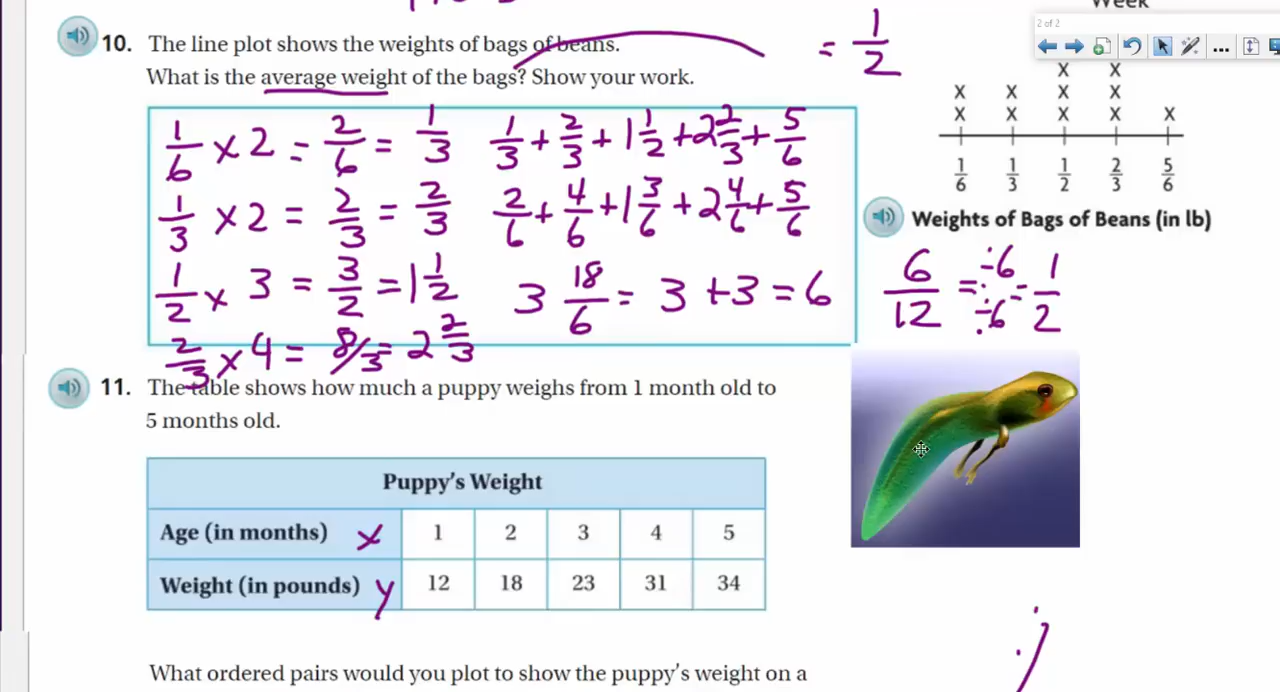 Week
2 of 2
10. The line plot shows the weights of bags of beans.
What is the average weight of the bags? Show your work.
= 1/2
1/6 x 2 = 2/6 = 1/3
1/3 x 2 = 2/3 = 2/3
1/2 x 3 = 3/2 = 1 1/2
2/3 x 4 = 8/3 = 2 2/3
1/3 + 2/3 + 1 1/2 + 2 2/3 + 5/6
2/6 + 4/6 + 1 3/6 + 2 4/6 + 5/6
3 18/6 = 3 + 3 = 6
X X
X X X X
X X X X X
1/6 1/3 1/2 2/3 5/6
Weights of Bags of Beans (in lb)
6/12 = ÷6/÷6 = 1/2
11. The table shows how much a puppy weighs from 1 month old to
5 months old.
Puppy's Weight
Age (in months) x 1 2 3 4 5
Weight (in pounds) y 12 18 23 31 34
What ordered pairs would you plot to show the puppy's weight on a